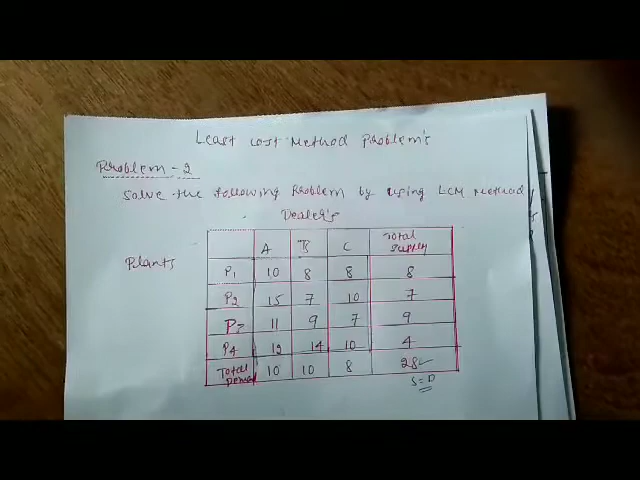 Least cost Method Problem's
Problem - 2
Solve the following Problem by using LCM Method
Dealer's
Plants
A B C Total Supply
P1 10 8 8 8
P2 15 7 10 7
P3 11 9 7 9
P4 12 14 10 4
Total 10 10 8 28
S = D